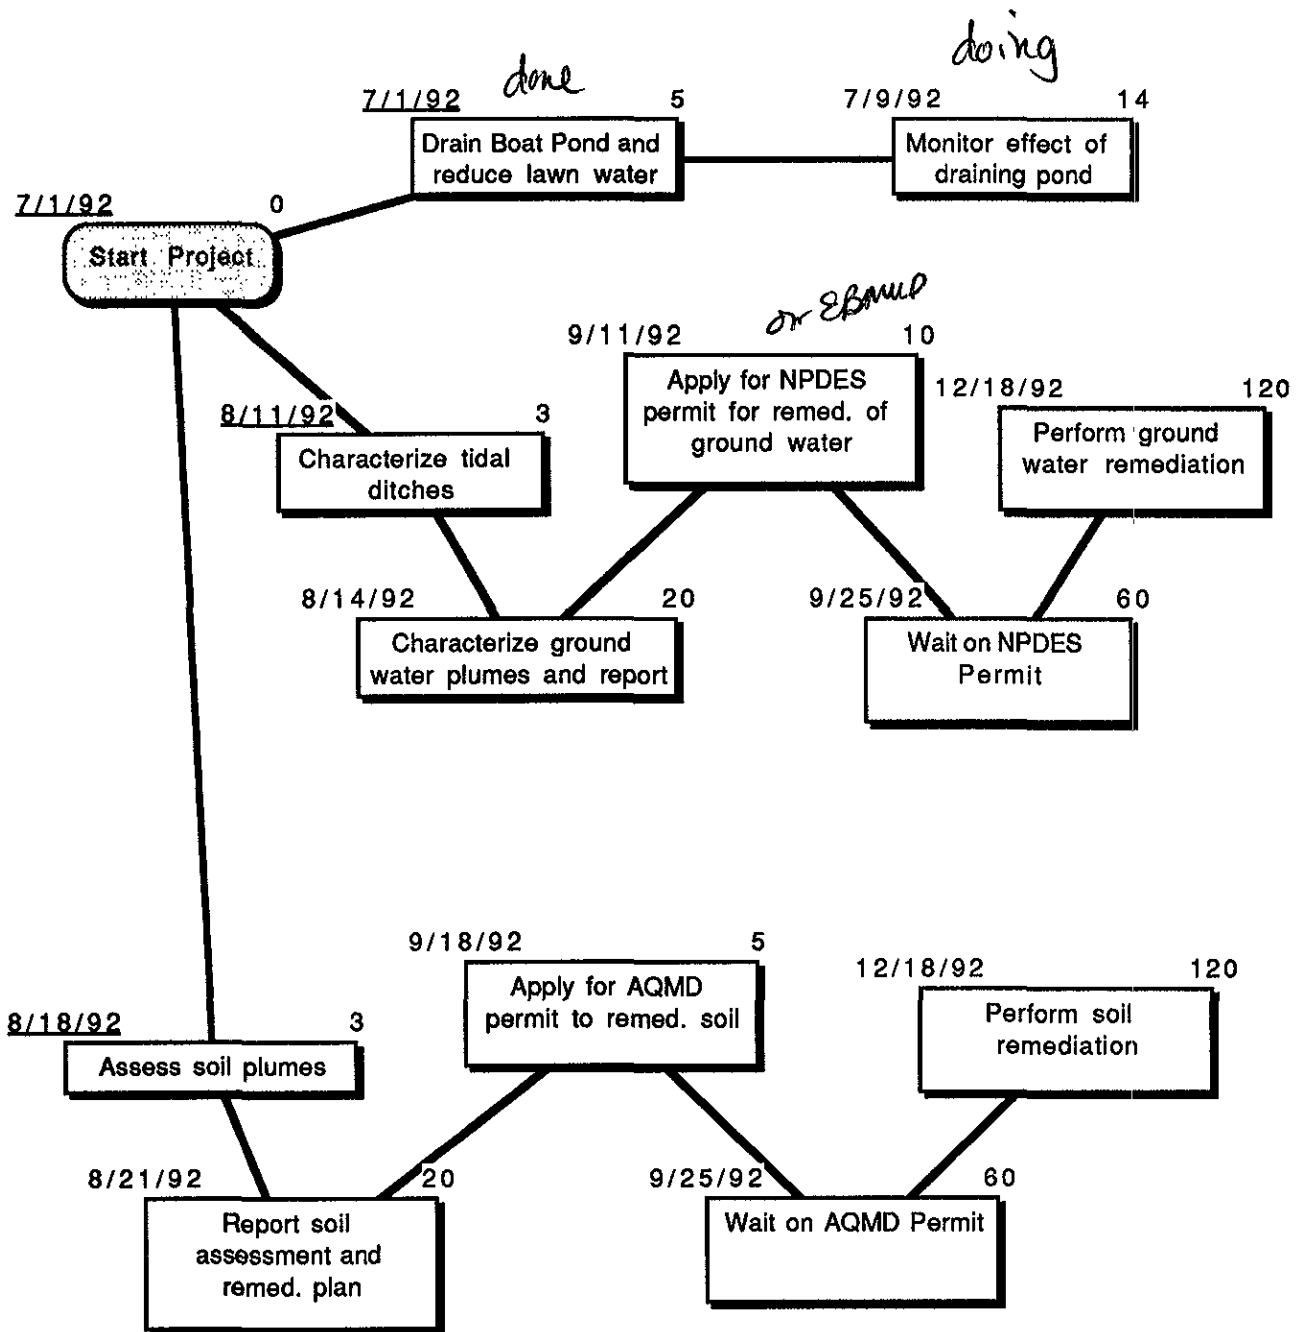 done
doing
7/1/92 5
Drain Boat Pond and
reduce lawn water
7/9/92 14
Monitor effect of
draining pond
7/1/92 0
Start Project
or EBMUD
9/11/92 10
Apply for NPDES
permit for remed. of
ground water
12/18/92 120
Perform ground
water remediation
8/11/92 3
Characterize tidal
ditches
8/14/92 20
Characterize ground
water plumes and report
9/25/92 60
Wait on NPDES
Permit
9/18/92 5
Apply for AQMD
permit to remed. soil
12/18/92 120
Perform soil
remediation
8/18/92 3
Assess soil plumes
8/21/92 20
Report soil
assessment and
remed. plan
9/25/92 60
Wait on AQMD Permit